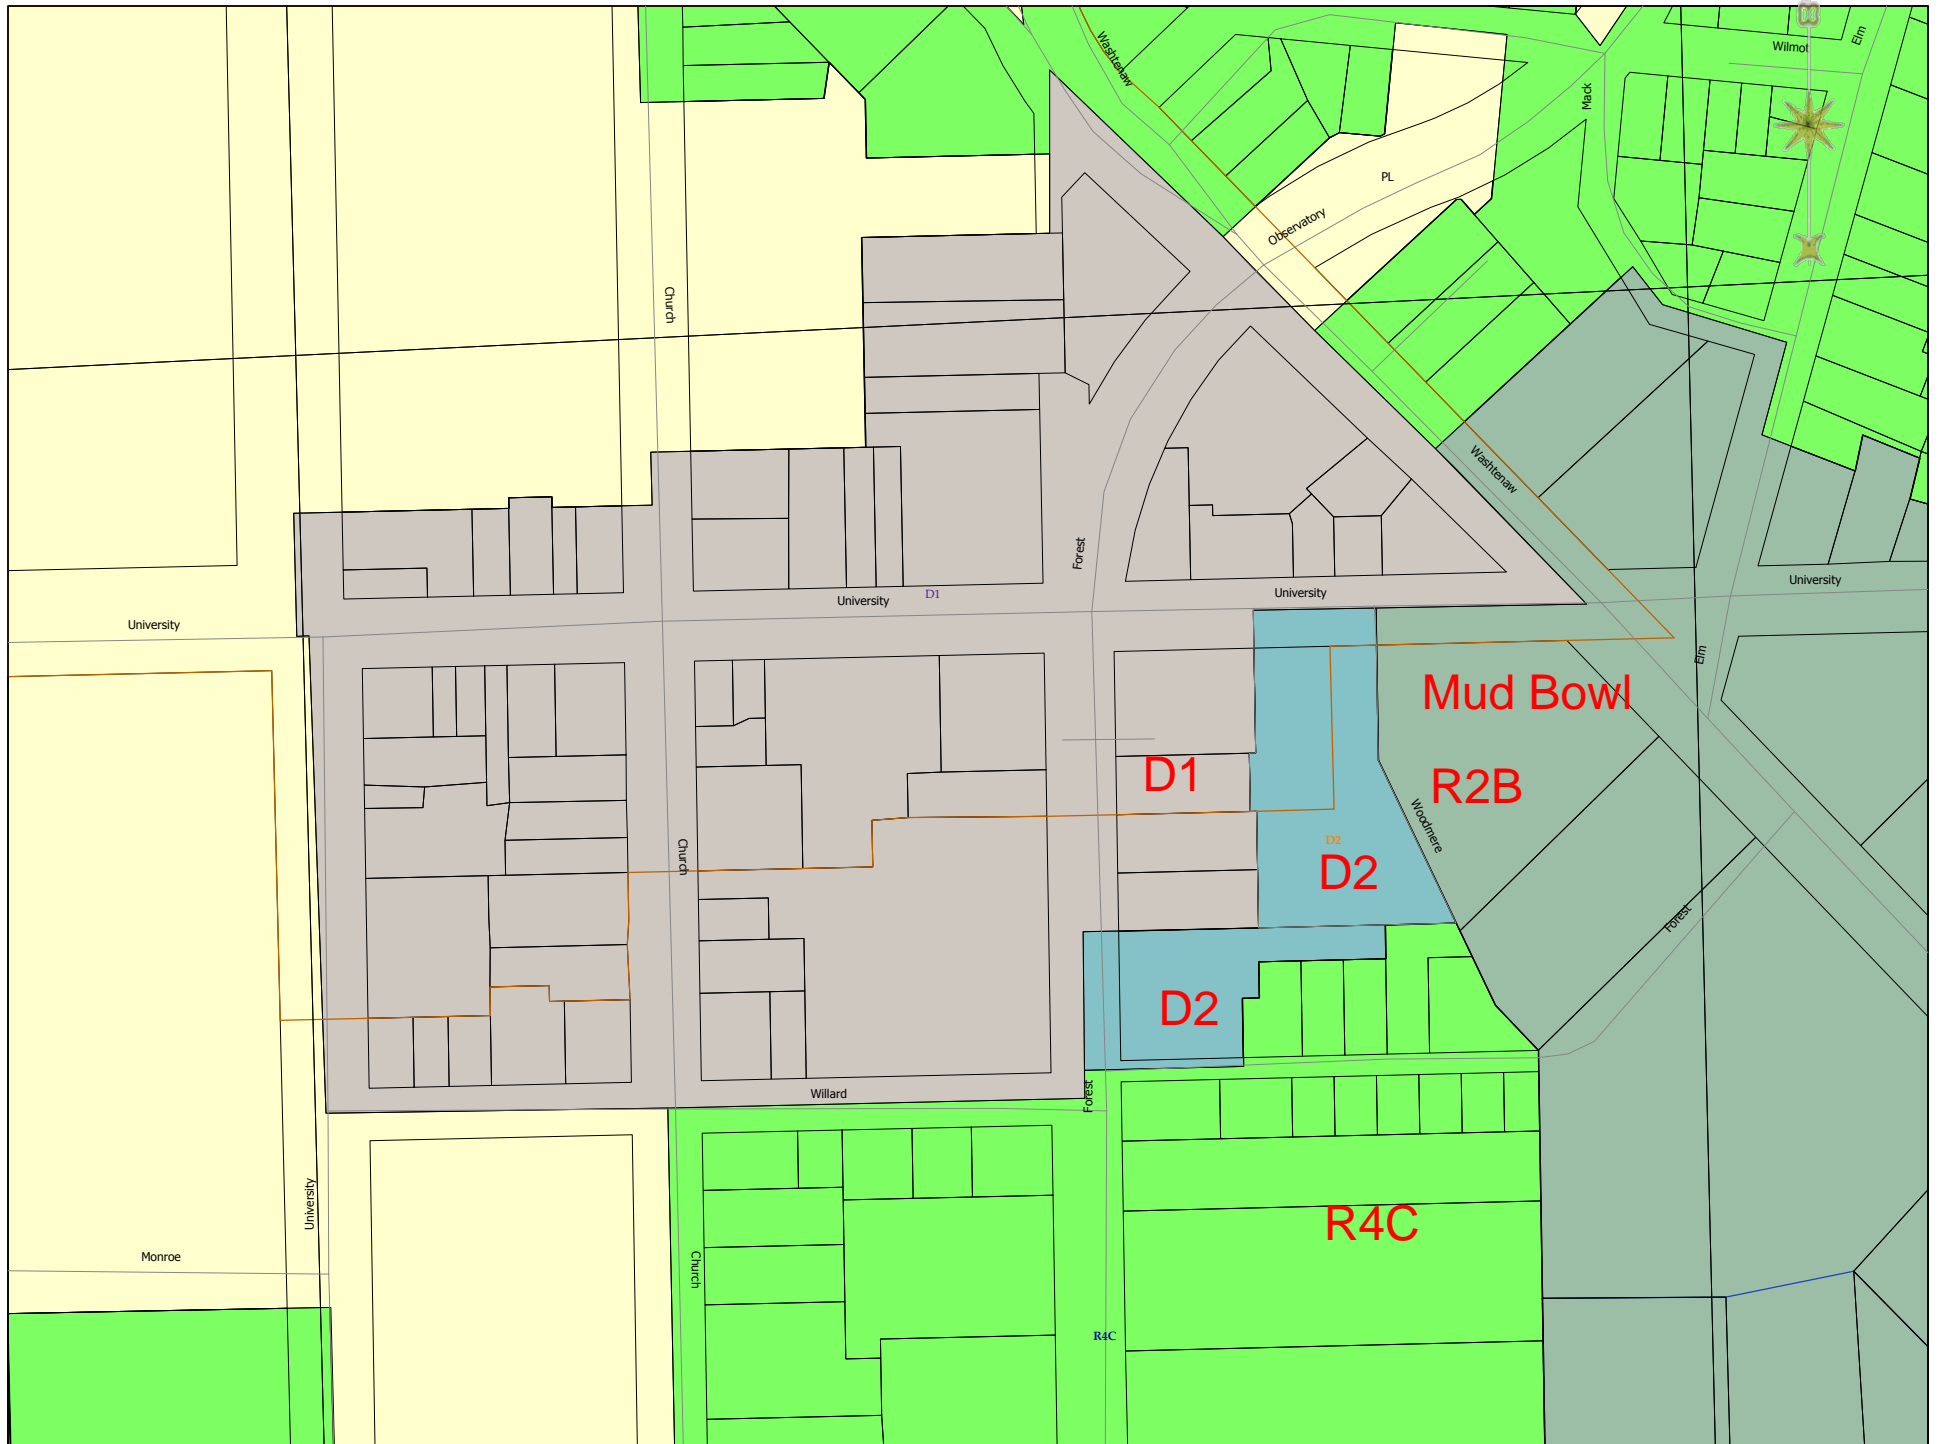 Wilmot
Elm
Washtenaw
Mack
PL
Observatory
Church
Washtenaw
Forest
University
D1
University
University
University
Elm
Mud Bowl
D1
R2B
Woodmere
D2
D2
Church
Forest
D2
Willard
Forest
University
R4C
Monroe
Church
R4C